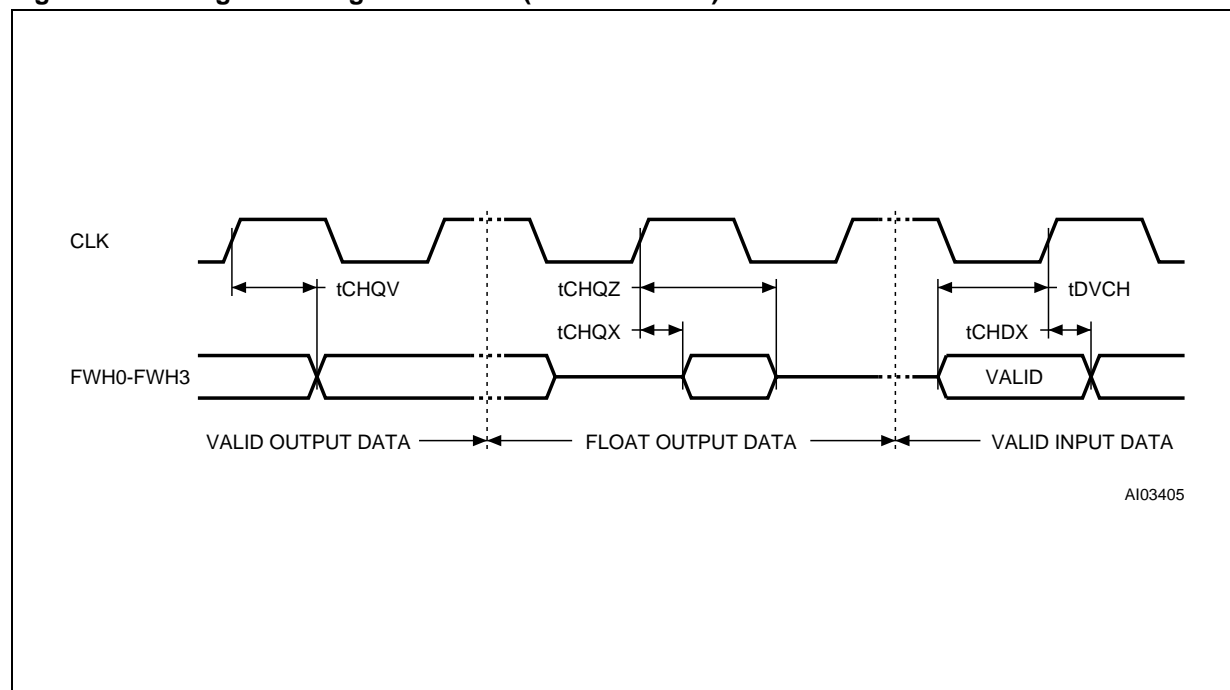 CLK
tCHQV
tCHQZ
tDVCH
tCHQX
tCHDX
FWH0-FWH3
VALID
VALID OUTPUT DATA
FLOAT OUTPUT DATA
VALID INPUT DATA
AI03405